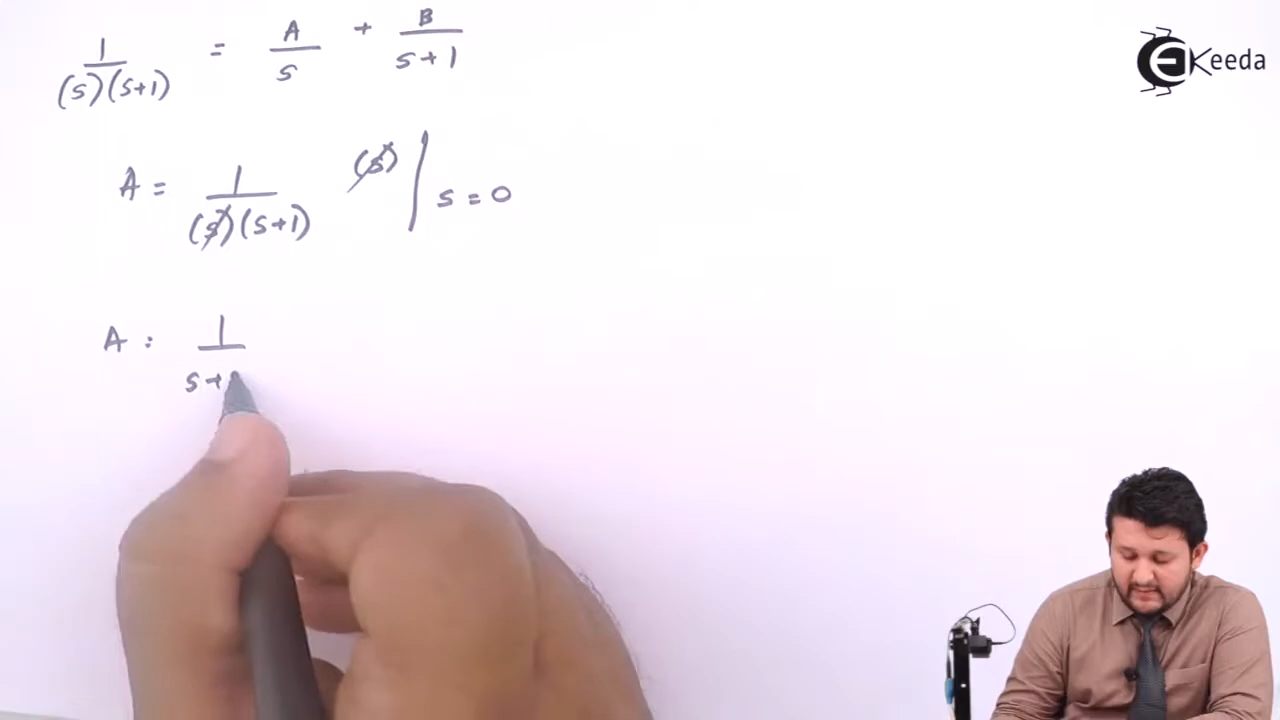 1/(s)(s+1) = A/s + B/s+1
A = 1/(s)(s+1) (s) | s = 0
A : 1/s+
EKeeda